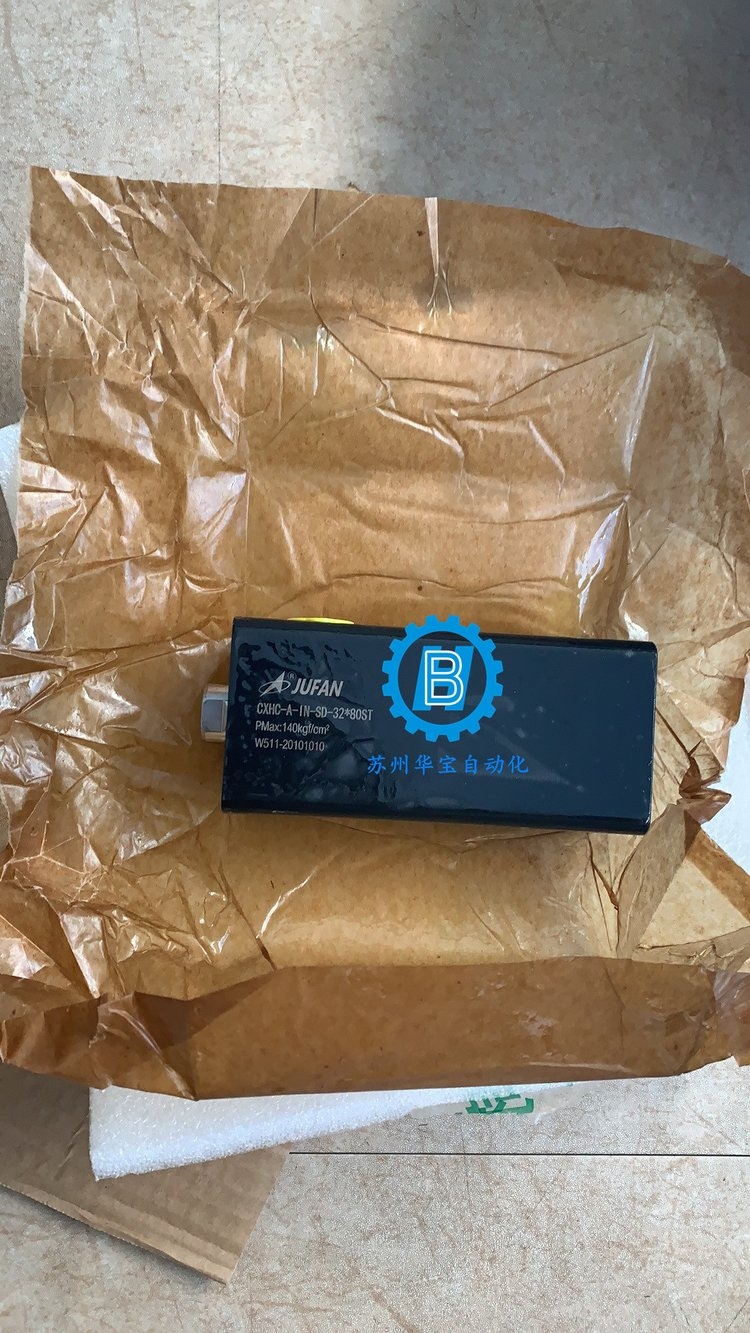 ® JUFAN
CXHC-A-IN-SD-32*80ST
PMax:140kgf/cm²
W511-20101010
B
苏州华宝自动化